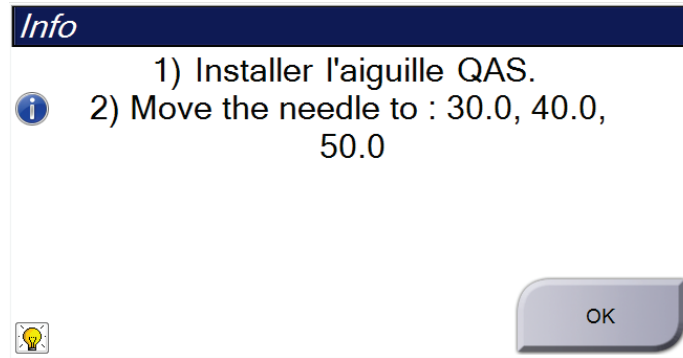 Info
1) Installer l'aiguille QAS.
2) Move the needle to : 30.0, 40.0,
50.0
OK